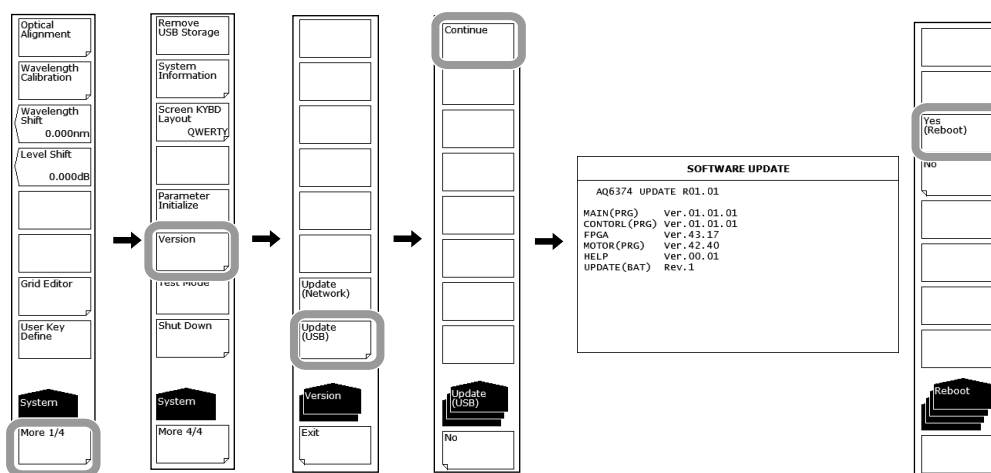 Optical
Alignment
Wavelength
Calibration
Wavelength
Shift
0.000nm
Level Shift
0.000dB
Grid Editor
User Key
Define
System
More 1/4
Remove
USB Storage
System
Information
Screen KYBD
Layout
QWERTY
Parameter
Initialize
Version
Test Mode
Shut Down
System
More 4/4
Update
(Network)
Update
(USB)
Version
Exit
Continue
Update
(USB)
No
SOFTWARE UPDATE
AQ6374 UPDATE R01.01
MAIN(PRG) Ver.01.01.01
CONTORL(PRG) Ver.01.01.01
FPGA Ver.43.17
MOTOR(PRG) Ver.42.40
HELP Ver.00.01
UPDATE(BAT) Rev.1
Yes
(Reboot)
No
Reboot